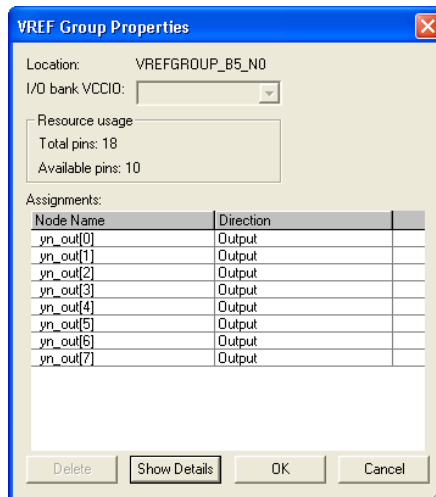 VREF Group Properties
Location: VREFGROUP_B5_N0
I/O bank VCCIO:
Resource usage
Total pins: 18
Available pins: 10
Assignments:
Node Name Direction
yn_out[0] Output
yn_out[1] Output
yn_out[2] Output
yn_out[3] Output
yn_out[4] Output
yn_out[5] Output
yn_out[6] Output
yn_out[7] Output
Delete Show Details OK Cancel